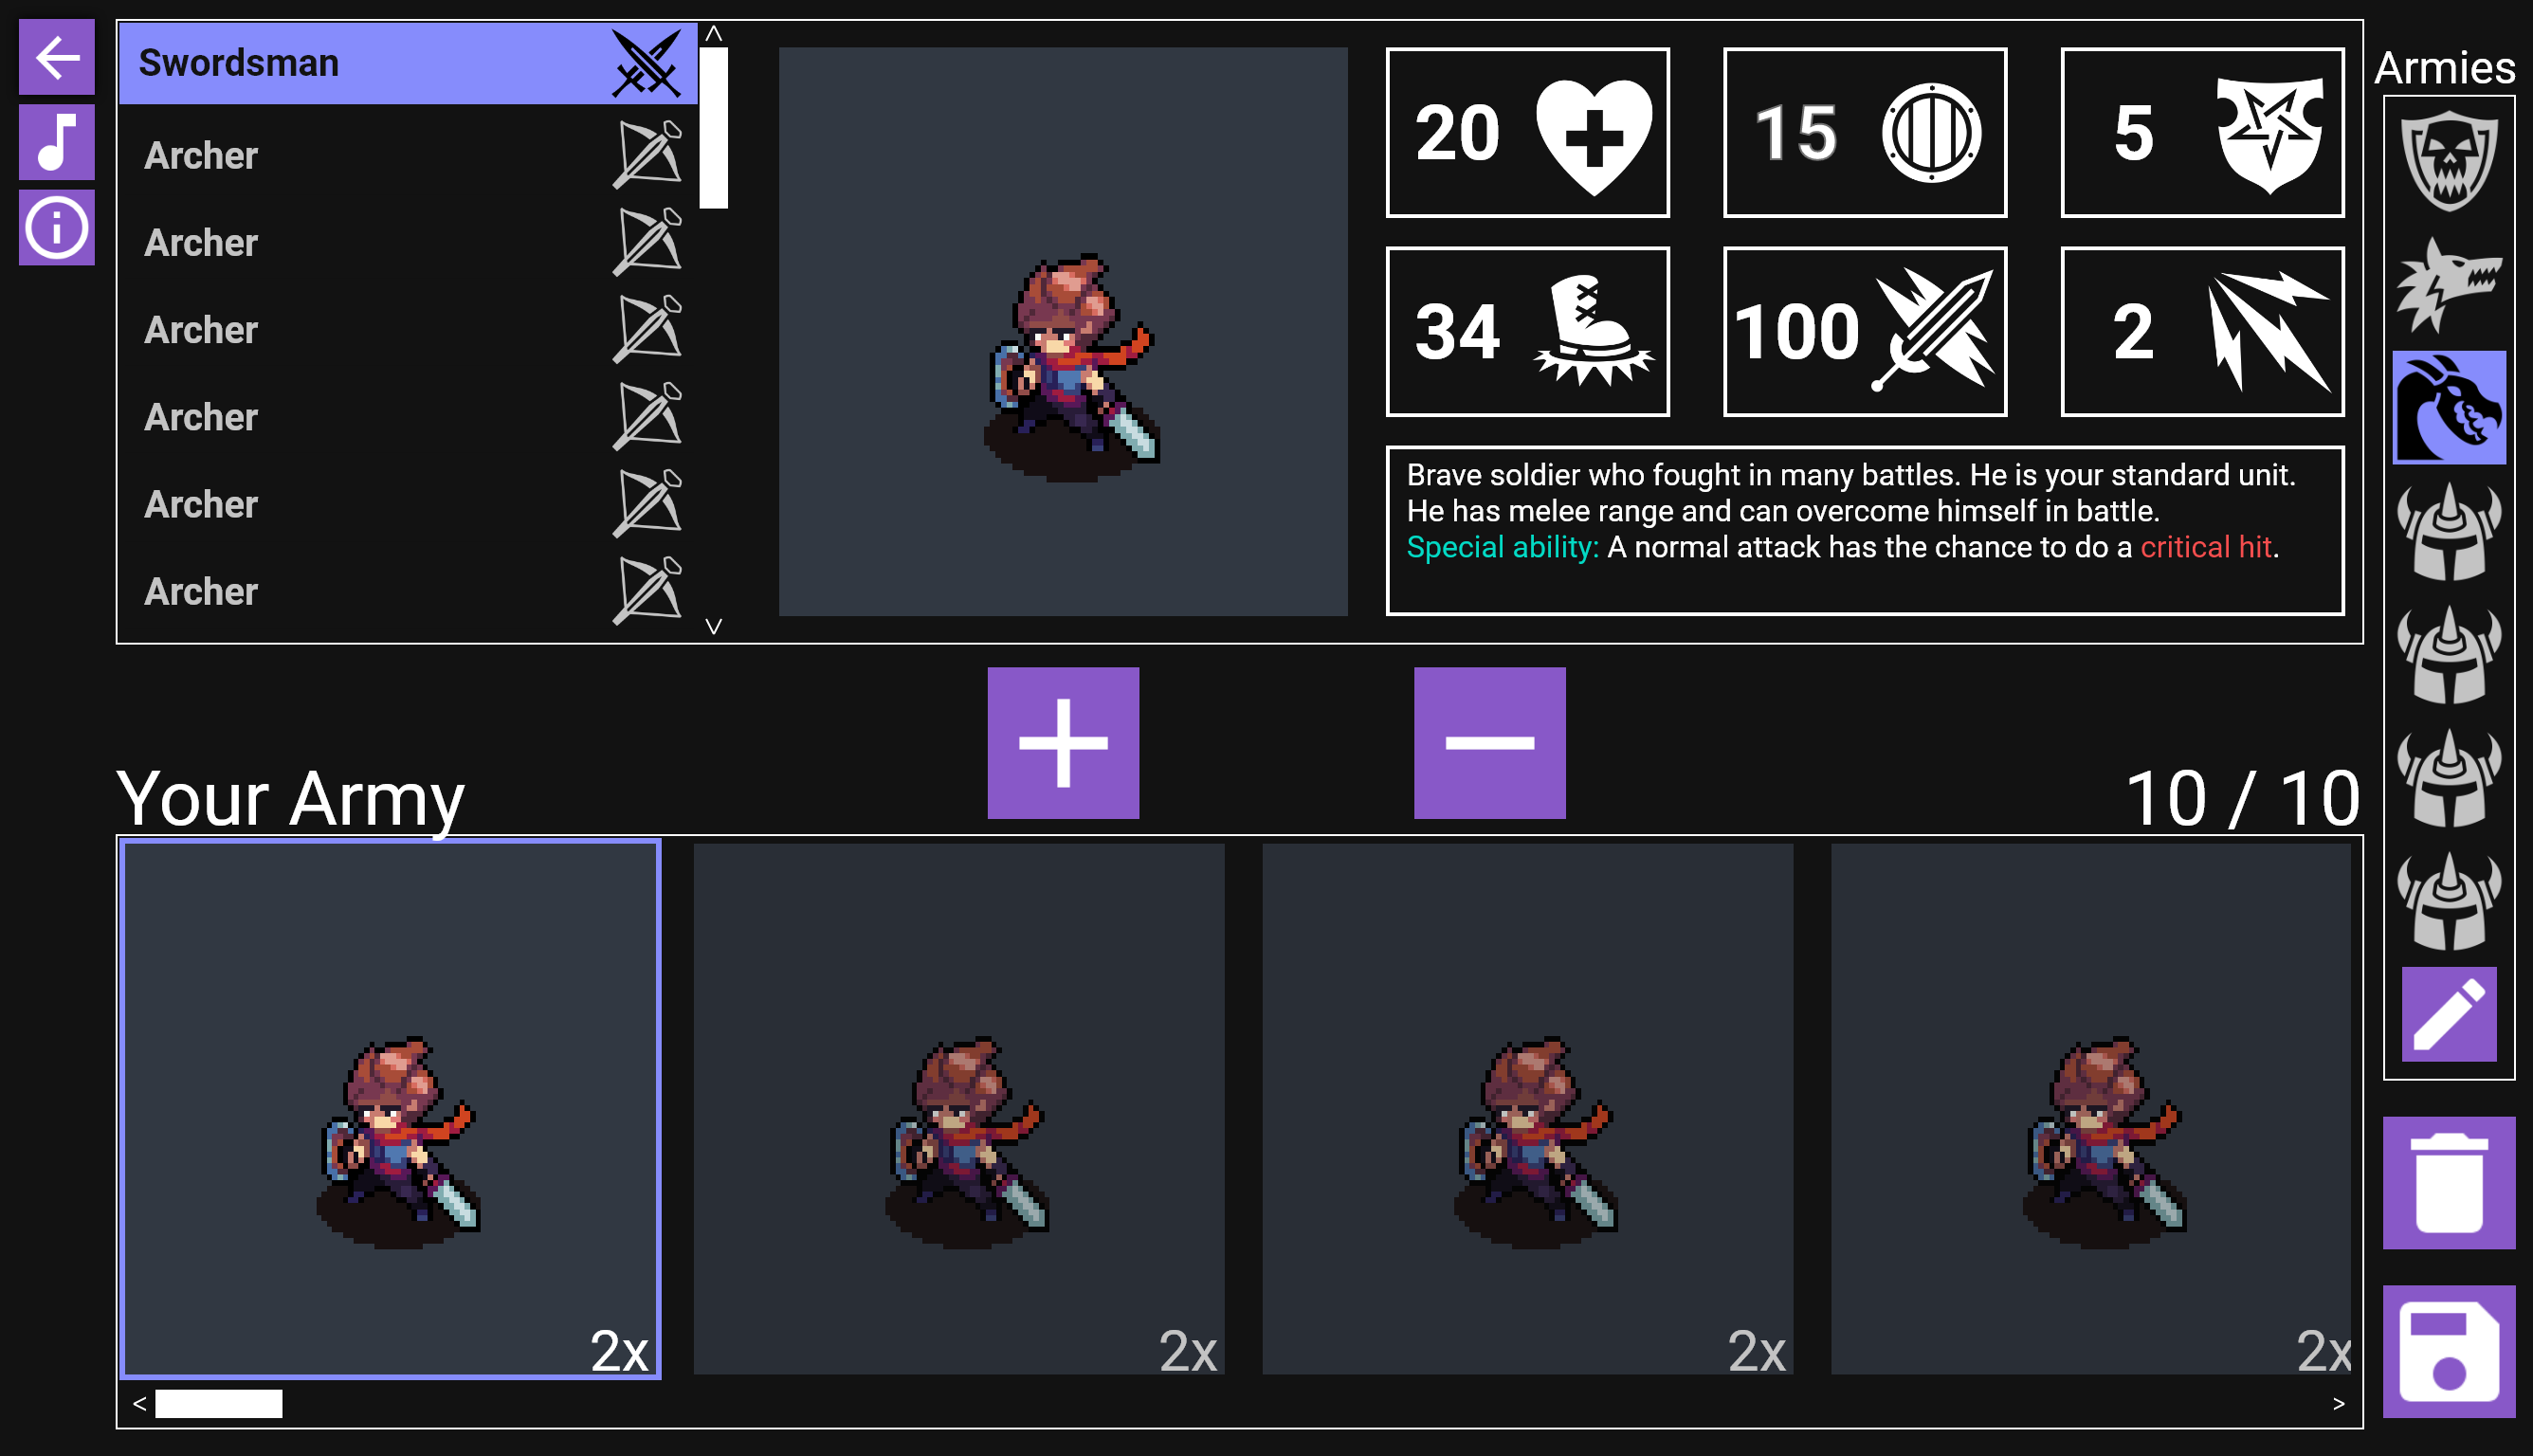 Swordsman
Archer
Archer
Archer
Archer
Archer
Archer
20
15
5
34
100
2
Brave soldier who fought in many battles. He is your standard unit.
He has melee range and can overcome himself in battle.
Special ability: A normal attack has the chance to do a critical hit.
Armies
Your Army
10 / 10
2x
2x
2x
2x